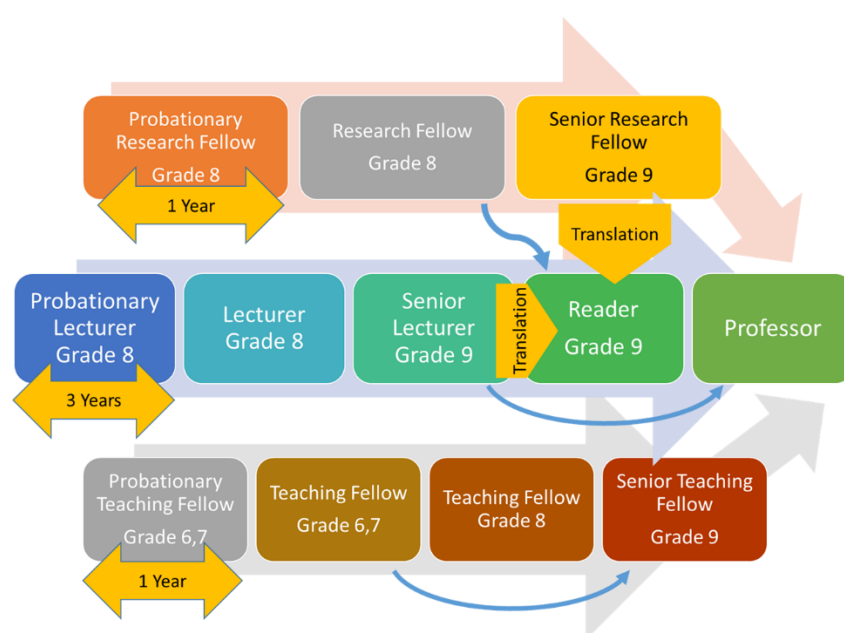 Probationary
Research Fellow
Grade 8
1 Year
Research Fellow
Grade 8
Senior Research
Fellow
Grade 9
Translation
Probationary
Lecturer
Grade 8
3 Years
Lecturer
Grade 8
Senior
Lecturer
Grade 9
Translation
Reader
Grade 9
Professor
Probationary
Teaching Fellow
Grade 6,7
1 Year
Teaching Fellow
Grade 6,7
Teaching Fellow
Grade 8
Senior Teaching
Fellow
Grade 9